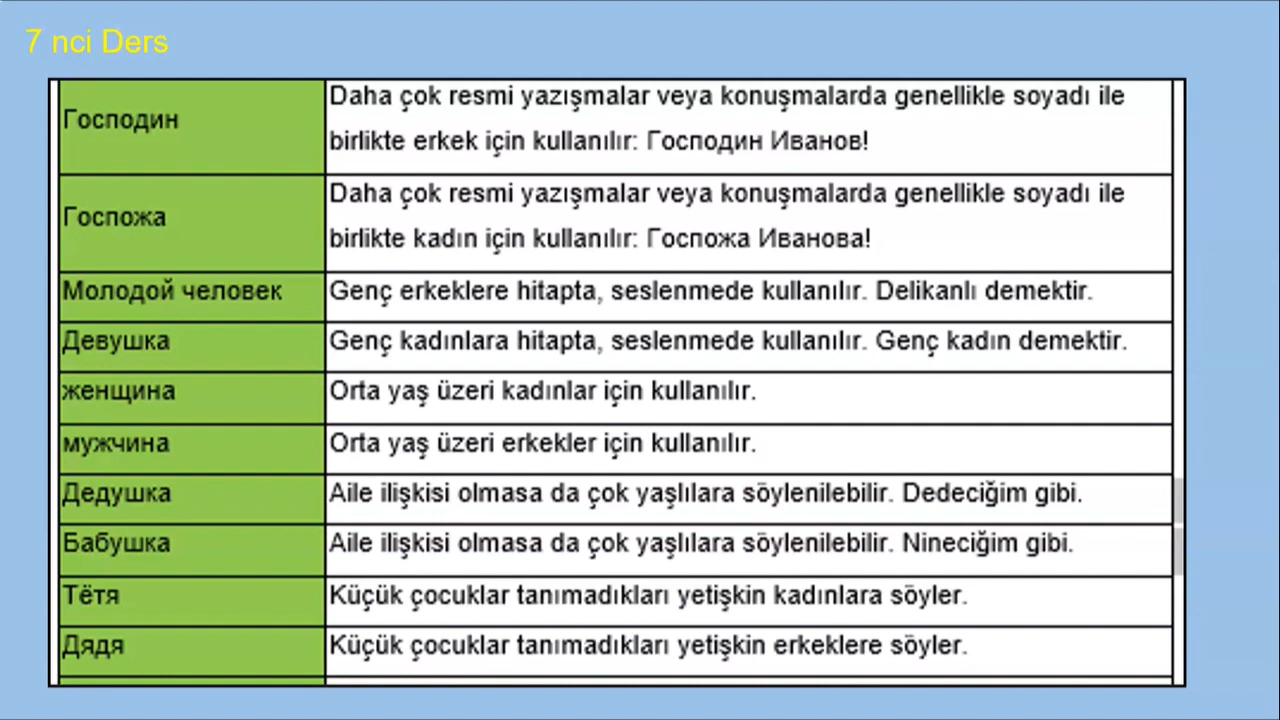 7 nci Ders
Господин
Daha çok resmi yazışmalar veya konuşmalarda genellikle soyadı ile
birlikte erkek için kullanılır: Господин Иванов!
Госпожа
Daha çok resmi yazışmalar veya konuşmalarda genellikle soyadı ile
birlikte kadın için kullanılır: Госпожа Иванова!
Молодой человек
Genç erkeklere hitapta, seslenmede kullanılır. Delikanlı demektir.
Девушка
Genç kadınlara hitapta, seslenmede kullanılır. Genç kadın demektir.
женщина
Orta yaş üzeri kadınlar için kullanılır.
мужчина
Orta yaş üzeri erkekler için kullanılır.
Дедушка
Aile ilişkisi olmasa da çok yaşlılara söylenilebilir. Dedeciğim gibi.
Бабушка
Aile ilişkisi olmasa da çok yaşlılara söylenilebilir. Nineciğim gibi.
Тётя
Küçük çocuklar tanımadıkları yetişkin kadınlara söyler.
Дядя
Küçük çocuklar tanımadıkları yetişkin erkeklere söyler.